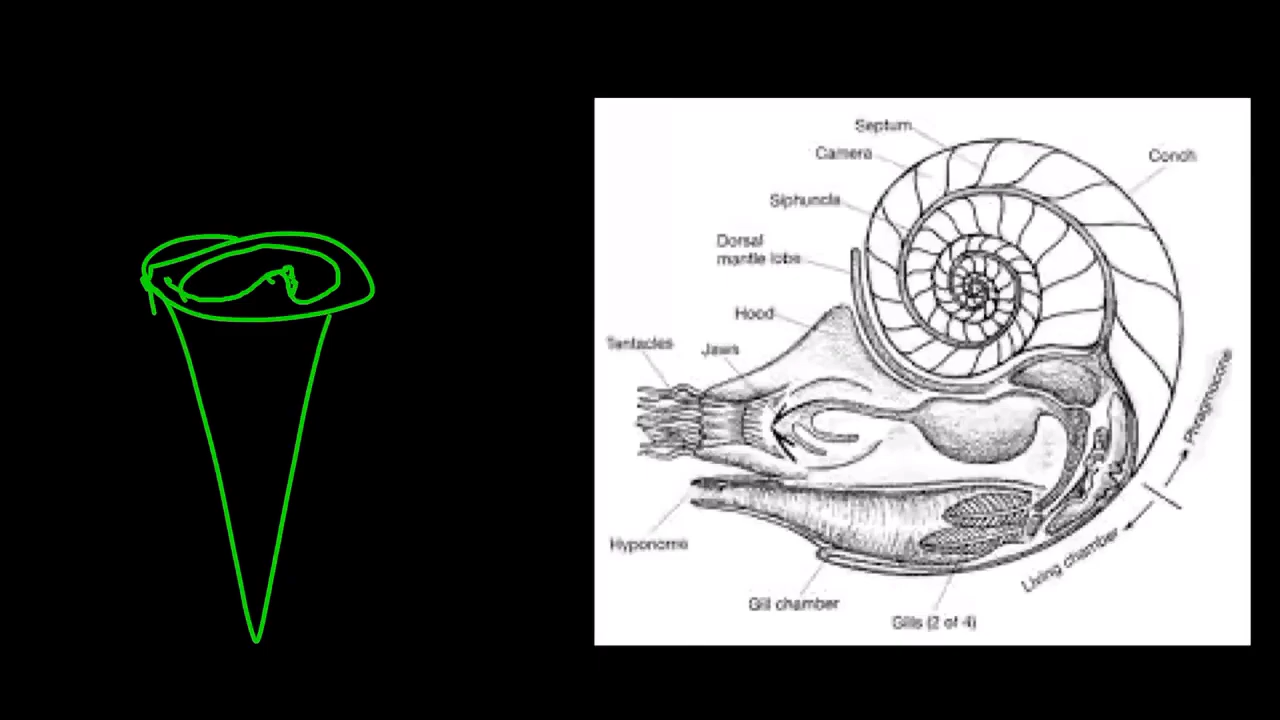 Septum
Camera
Conch
Siphuncle
Dorsal
mantle lobe
Hood
Tentacles
Jaws
Phragmocone
Hyponome
Living chamber
Gill chamber
Gills (2 of 4)